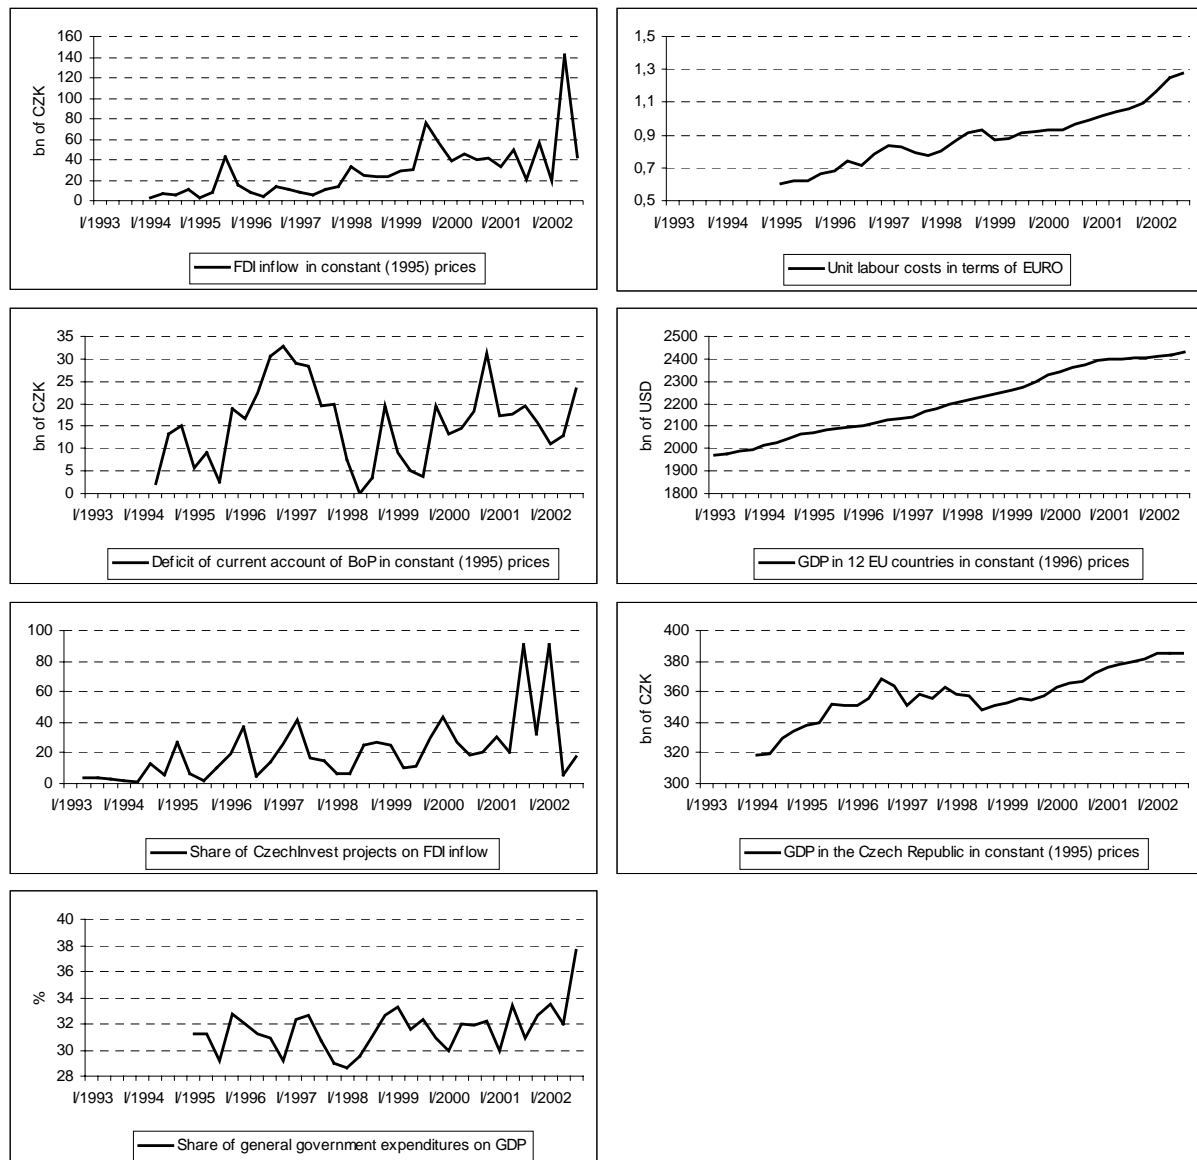 160
140
120
100
80
60
40
20
0
bn of CZK
I/1993 I/1994 I/1995 I/1996 I/1997 I/1998 I/1999 I/2000 I/2001 I/2002
FDI inflow in constant (1995) prices
1,5
1,3
1,1
0,9
0,7
0,5
I/1993 I/1994 I/1995 I/1996 I/1997 I/1998 I/1999 I/2000 I/2001 I/2002
Unit labour costs in terms of EURO
35
30
25
20
15
10
5
0
bn of CZK
I/1993 I/1994 I/1995 I/1996 I/1997 I/1998 I/1999 I/2000 I/2001 I/2002
Deficit of current account of BoP in constant (1995) prices
2500
2400
2300
2200
2100
2000
1900
1800
bn of USD
I/1993 I/1994 I/1995 I/1996 I/1997 I/1998 I/1999 I/2000 I/2001 I/2002
GDP in 12 EU countries in constant (1996) prices
100
80
60
40
20
0
I/1993 I/1994 I/1995 I/1996 I/1997 I/1998 I/1999 I/2000 I/2001 I/2002
Share of CzechInvest projects on FDI inflow
400
380
360
340
320
300
bn of CZK
I/1993 I/1994 I/1995 I/1996 I/1997 I/1998 I/1999 I/2000 I/2001 I/2002
GDP in the Czech Republic in constant (1995) prices
40
38
36
34
32
30
28
%
I/1993 I/1994 I/1995 I/1996 I/1997 I/1998 I/1999 I/2000 I/2001 I/2002
Share of general government expenditures on GDP